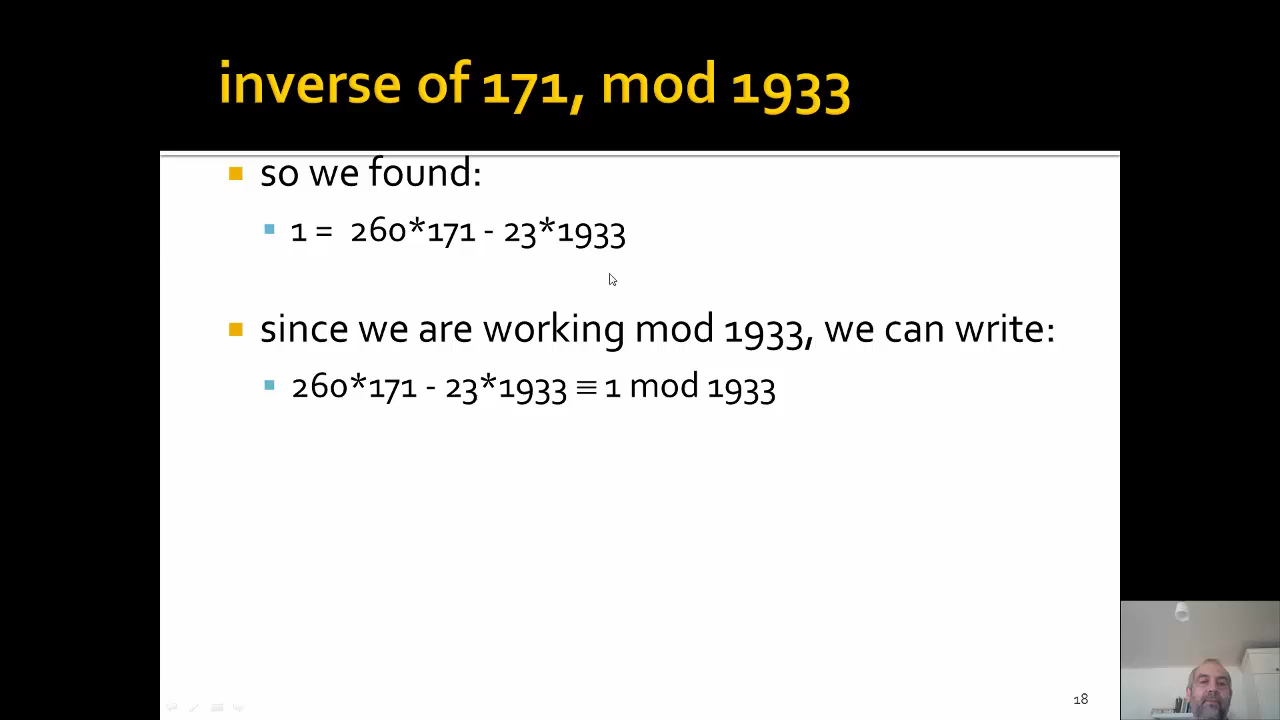 inverse of 171, mod 1933
so we found:
1 = 260*171 - 23*1933
since we are working mod 1933, we can write:
260*171 - 23*1933 ≡ 1 mod 1933
18